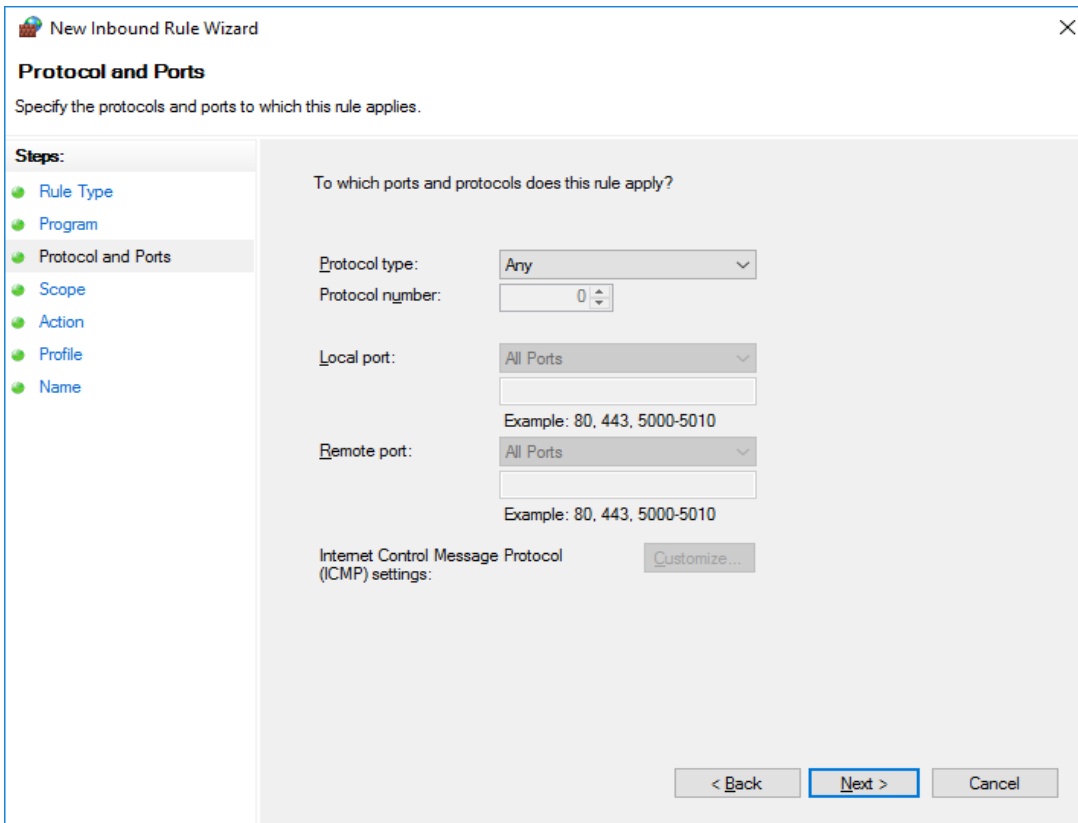 New Inbound Rule Wizard
Protocol and Ports
Specify the protocols and ports to which this rule applies.
Steps:
Rule Type
Program
Protocol and Ports
Scope
Action
Profile
Name
To which ports and protocols does this rule apply?
Protocol type: Any
Protocol number: 0
Local port: All Ports
Example: 80, 443, 5000-5010
Remote port: All Ports
Example: 80, 443, 5000-5010
Internet Control Message Protocol
(ICMP) settings:
Customize...
< Back Next > Cancel